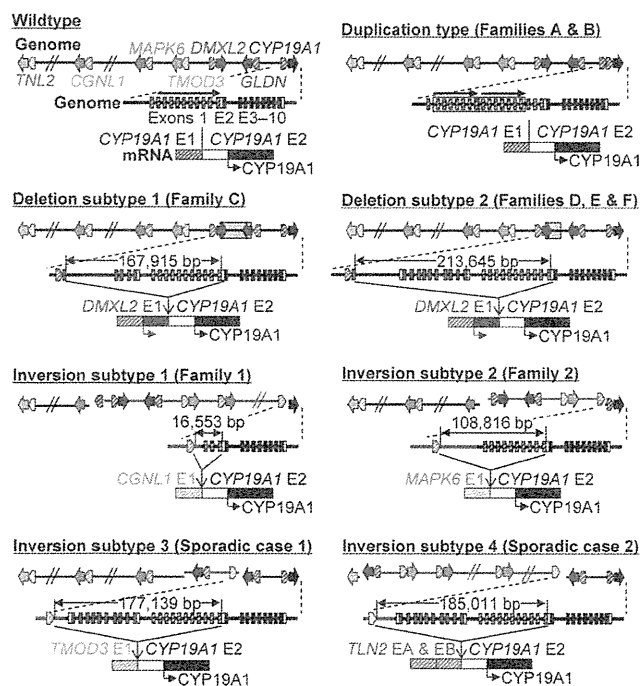 Wildtype
Genome
MAPK6 DMXL2 CYP19A1
TNL2 CGNL1 TMOD3 GLDN
Genome
Exons 1 E2 E3–10
CYP19A1 E1 CYP19A1 E2
mRNA
CYP19A1
Duplication type (Families A & B)
CYP19A1 E1 CYP19A1 E2
CYP19A1
Deletion subtype 1 (Family C)
167,915 bp
DMXL2 E1 CYP19A1 E2
CYP19A1
Deletion subtype 2 (Families D, E & F)
213,645 bp
DMXL2 E1 CYP19A1 E2
CYP19A1
Inversion subtype 1 (Family 1)
16,553 bp
CGNL1 E1 CYP19A1 E2
CYP19A1
Inversion subtype 2 (Family 2)
108,816 bp
MAPK6 E1 CYP19A1 E2
CYP19A1
Inversion subtype 3 (Sporadic case 1)
177,139 bp
TMOD3 E1 CYP19A1 E2
CYP19A1
Inversion subtype 4 (Sporadic case 2)
185,011 bp
TLN2 EA & EB CYP19A1 E2
CYP19A1